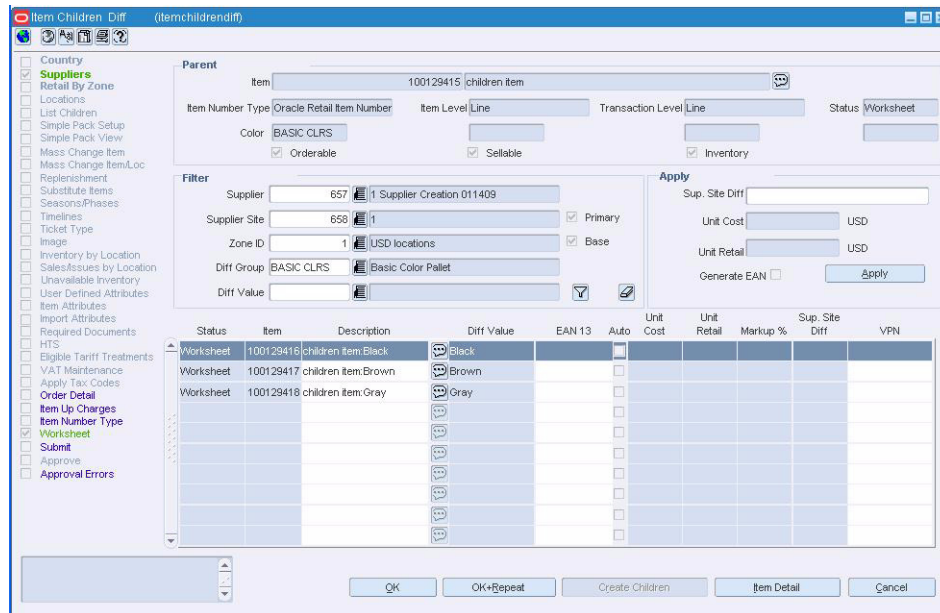 Item Children Diff (itemchildrendiff)
Country
Suppliers
Retail By Zone
Locations
List Children
Simple Pack Setup
Simple Pack View
Mass Change Item
Mass Change Item/Loc
Replenishment
Substitute Items
Seasons/Phases
Timelines
Ticket Type
Image
Inventory by Location
Sales/Issues by Location
Unavailable Inventory
User Defined Attributes
Item Attributes
Import Attributes
Required Documents
HTS
Eligible Tariff Treatments
VAT Maintenance
Apply Tax Codes
Order Detail
Item Up Charges
Item Number Type
Worksheet
Submit
Approve
Approval Errors
Parent
Item 100129415 children item
Item Number Type Oracle Retail Item Number Item Level Line Transaction Level Line Status Worksheet
Color BASIC CLRS
Orderable Sellable Inventory
Filter
Supplier 657 1 Supplier Creation 011409
Supplier Site 658 1 Primary
Zone ID 1 USD locations Base
Diff Group BASIC CLRS Basic Color Pallet
Diff Value
Apply
Sup. Site Diff
Unit Cost USD
Unit Retail USD
Generate EAN Apply
Status Item Description Diff Value EAN 13 Auto Unit Cost Unit Retail Markup % Sup. Site Diff VPN
Worksheet 100129416 children item:Black Black
Worksheet 100129417 children item:Brown Brown
Worksheet 100129418 children item:Gray Gray
OK OK+Repeat Create Children Item Detail Cancel